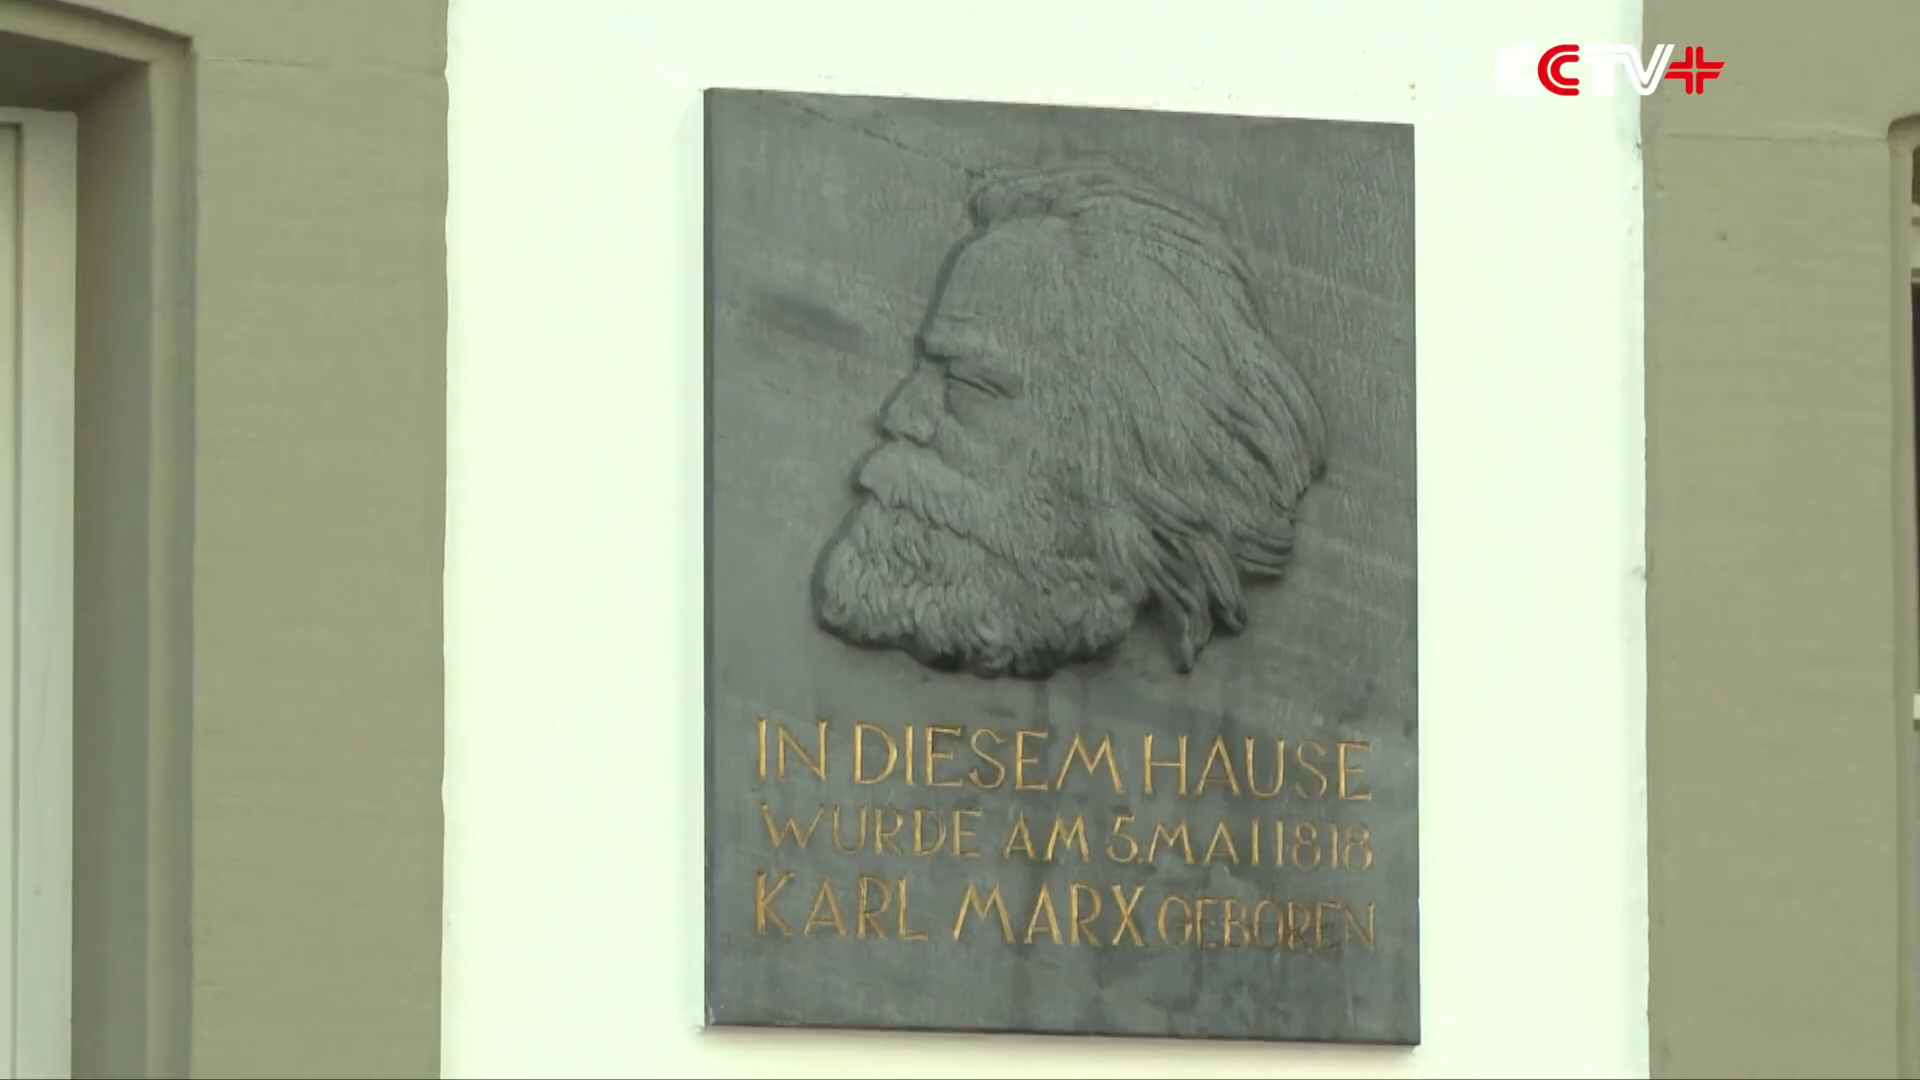 CCTV+
IN DIESEM HAUSE
WURDE AM 5. MAI 1818
KARL MARX GEBOREN